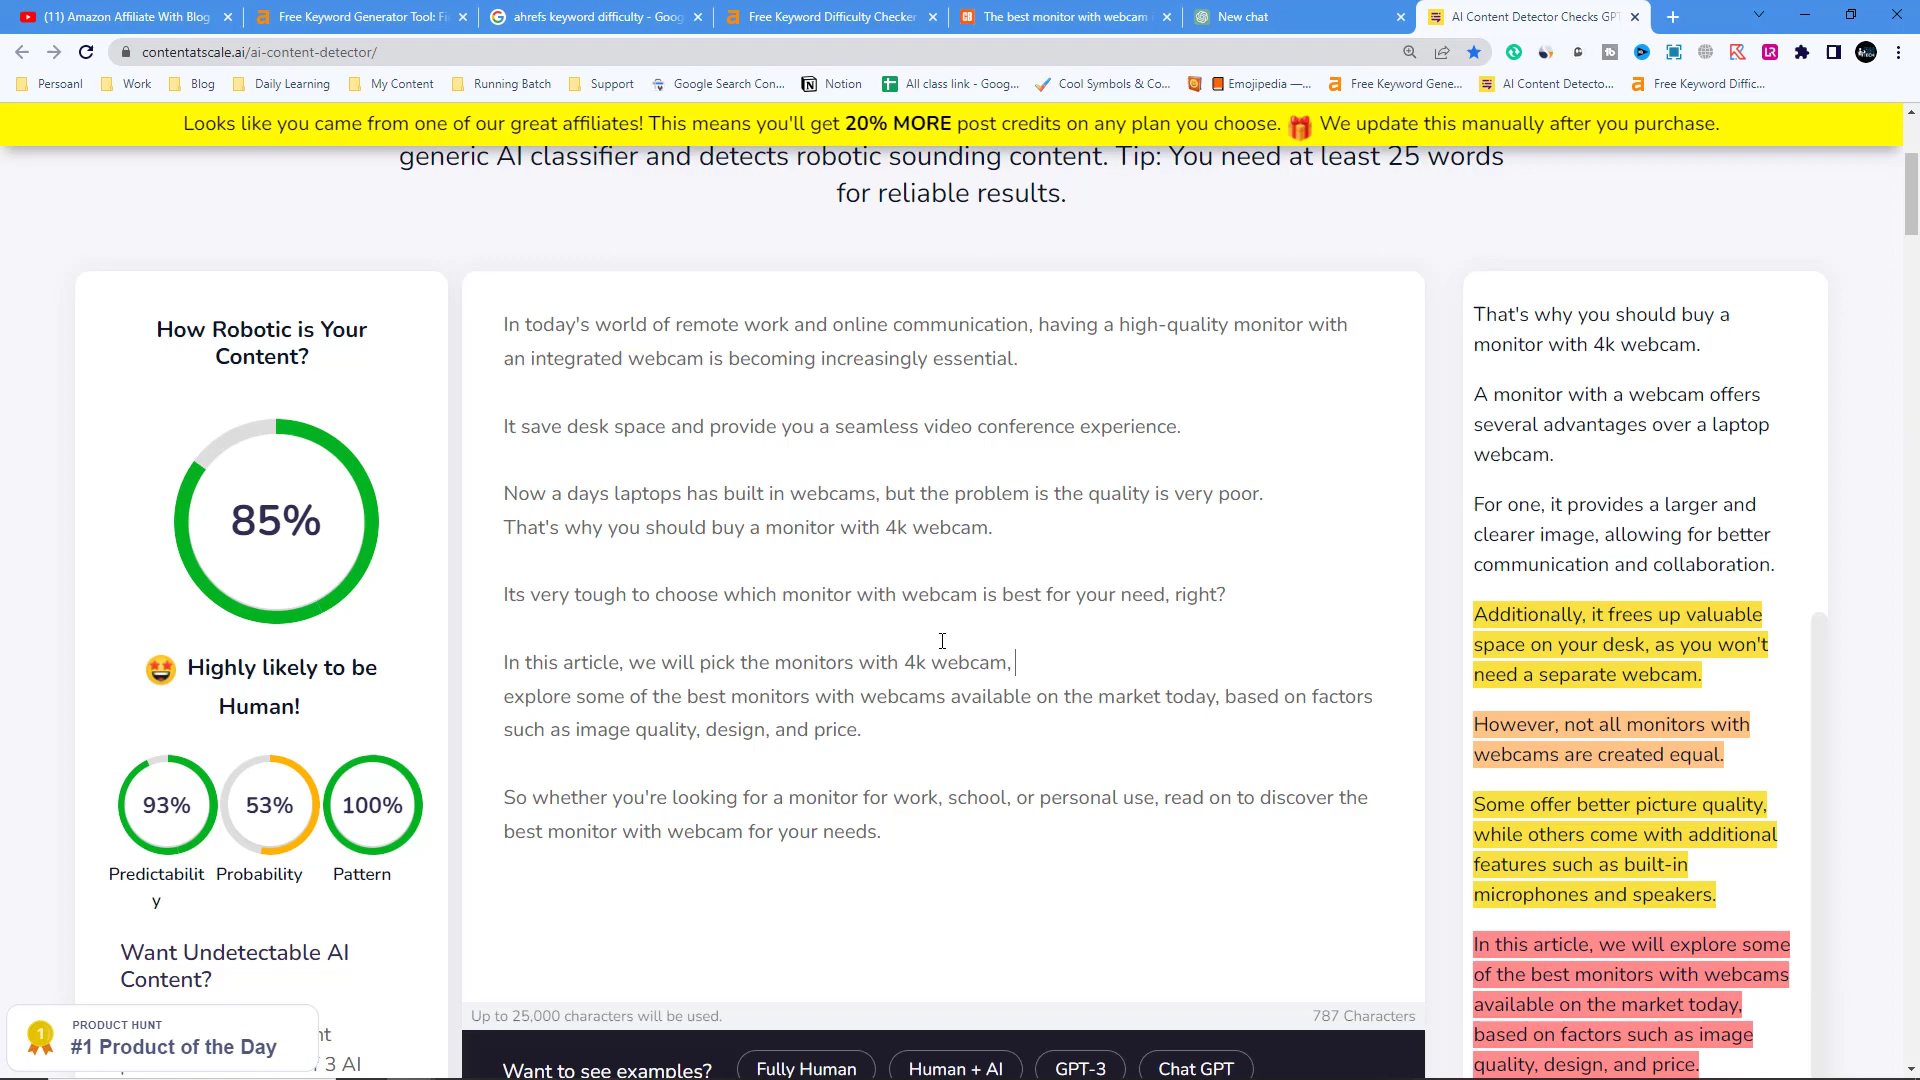 (11) Amazon Affiliate With Blog
Free Keyword Generator Tool: Fi
ahrefs keyword difficulty - Goog
Free Keyword Difficulty Checker
The best monitor with webcam
New chat
AI Content Detector Checks GPT
contentatscale.ai/ai-content-detector/
Persoanl
Work
Blog
Daily Learning
My Content
Running Batch
Support
Google Search Con...
Notion
All class link - Goog...
Cool Symbols & Co...
Emojipedia —...
Free Keyword Gene...
AI Content Detecto...
Free Keyword Diffic...
Looks like you came from one of our great affiliates! This means you'll get 20% MORE post credits on any plan you choose. 🎁 We update this manually after you purchase.
generic AI classifier and detects robotic sounding content. Tip: You need at least 25 words
for reliable results.
How Robotic is Your
Content?
85%
🤩 Highly likely to be
Human!
93%
53%
100%
Predictabilit
y
Probability
Pattern
Want Undetectable AI
Content?
nt
3 AI
PRODUCT HUNT
#1 Product of the Day
In today's world of remote work and online communication, having a high-quality monitor with
an integrated webcam is becoming increasingly essential.
It save desk space and provide you a seamless video conference experience.
Now a days laptops has built in webcams, but the problem is the quality is very poor.
That's why you should buy a monitor with 4k webcam.
Its very tough to choose which monitor with webcam is best for your need, right?
In this article, we will pick the monitors with 4k webcam,
explore some of the best monitors with webcams available on the market today, based on factors
such as image quality, design, and price.
So whether you're looking for a monitor for work, school, or personal use, read on to discover the
best monitor with webcam for your needs.
Up to 25,000 characters will be used.
787 Characters
Want to see examples?
Fully Human
Human + AI
GPT-3
Chat GPT
That's why you should buy a
monitor with 4k webcam.
A monitor with a webcam offers
several advantages over a laptop
webcam.
For one, it provides a larger and
clearer image, allowing for better
communication and collaboration.
Additionally, it frees up valuable
space on your desk, as you won't
need a separate webcam.
However, not all monitors with
webcams are created equal.
Some offer better picture quality,
while others come with additional
features such as built-in
microphones and speakers.
In this article, we will explore some
of the best monitors with webcams
available on the market today,
based on factors such as image
quality, design, and price.